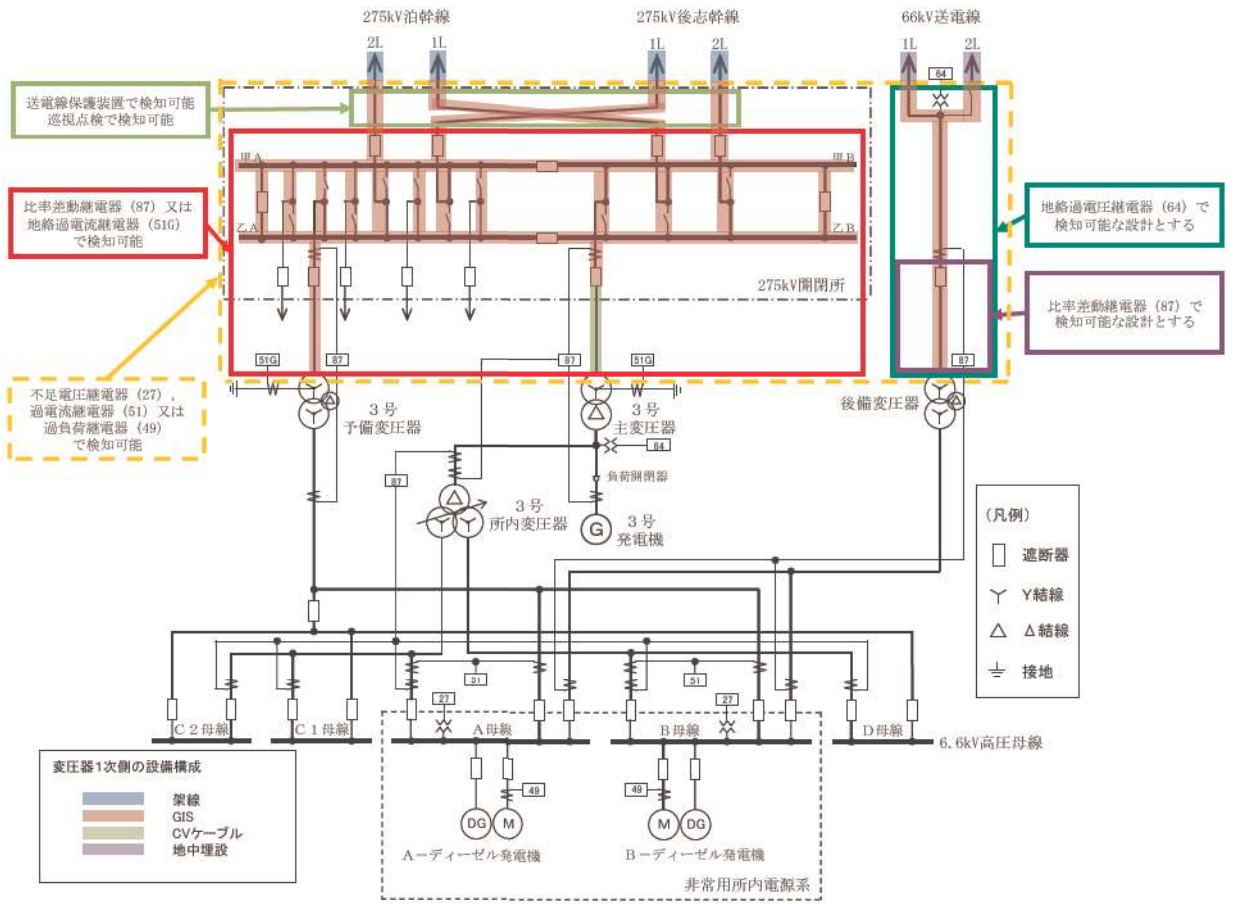 275kV泊幹線
275kV後志幹線
66kV送電線
2L
1L
1L
2L
1L
2L
64
送電線保護装置で検知可能
巡視点検で検知可能
甲A
甲B
比率差動継電器（87）又は
地絡過電流継電器（51G）
で検知可能
地絡過電圧継電器（64）で
検知可能な設計とする
乙A
乙B
275kV開閉所
比率差動継電器（87）で
検知可能な設計とする
51G
87
87
51G
87
不足電圧継電器（27），
過電流継電器（51）又は
過負荷継電器（49）
で検知可能
3号
予備変圧器
3号
主変圧器
後備変圧器
64
87
負荷開閉器
3号
所内変圧器
G
3号
発電機
（凡例）
遮断器
Y結線
Δ結線
接地
51
51
27
27
C2母線
C1母線
A母線
B母線
D母線
6.6kV高圧母線
変圧器1次側の設備構成
架線
GIS
CVケーブル
地中埋設
49
49
DG
M
M
DG
A－ディーゼル発電機
B－ディーゼル発電機
非常用所内電源系